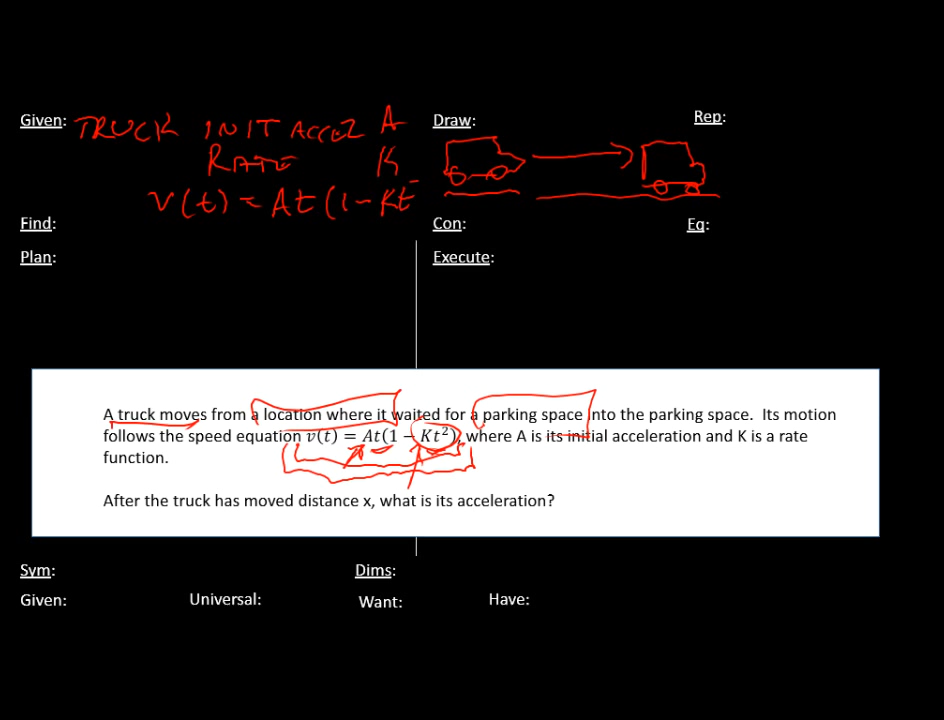 Given: TRUCK INIT ACCEL A
RATE K
v(t) = At(1-Kt
Draw:
Rep:
Find:
Con:
Eq:
Plan:
Execute:
A truck moves from a location where it waited for a parking space into the parking space. Its motion
follows the speed equation v(t) = At(1 − Kt²), where A is its initial acceleration and K is a rate
function.
After the truck has moved distance x, what is its acceleration?
Sym:
Dims:
Given:
Universal:
Want:
Have: